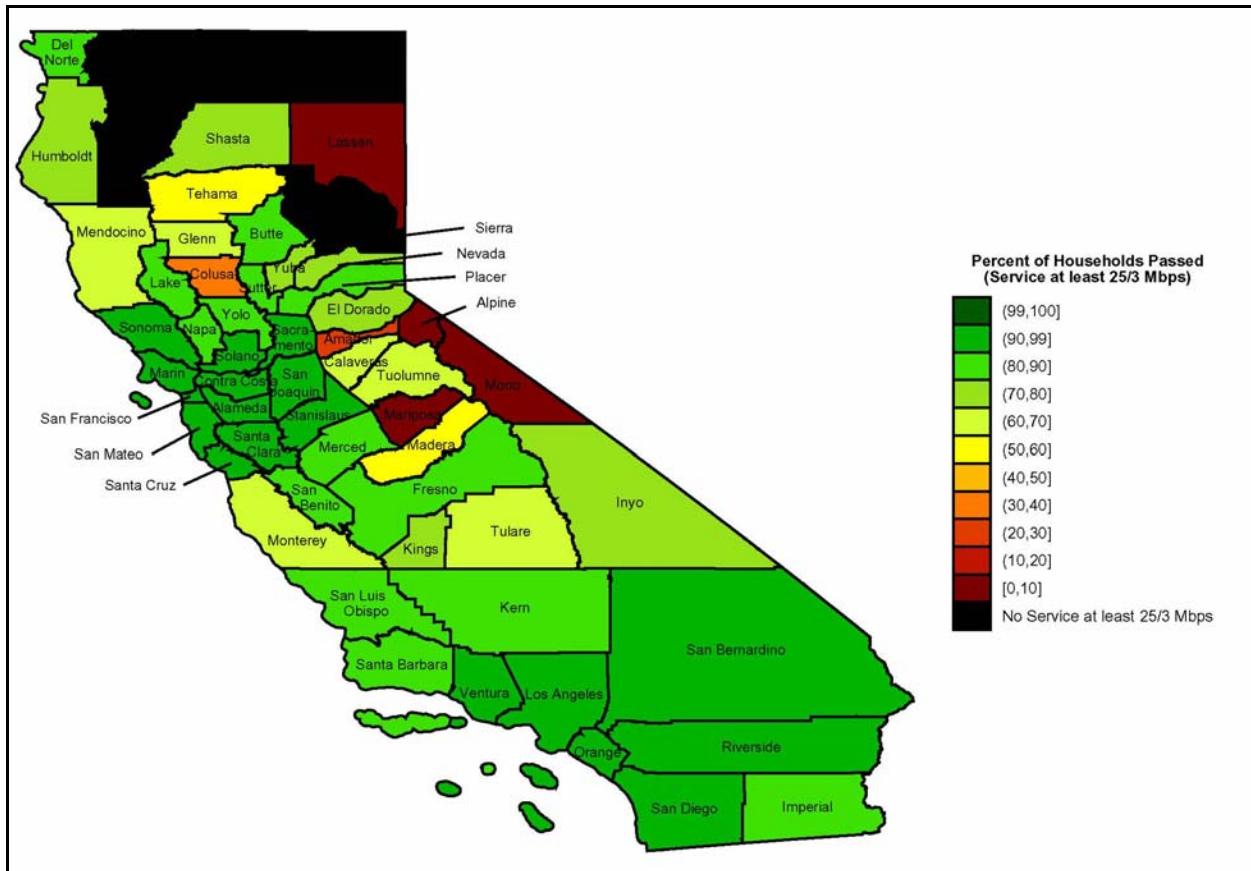 Del
Norte
Shasta
Lassen
Humboldt
Tehama
Mendocino
Glenn
Butte
Sierra
Nevada
Placer
Alpine
Colusa
Lake
Sutter
Yuba
El Dorado
Yolo
Napa
Sonoma
Sacra-
mento
Amador
Solano
Calaveras
Mono
Marin
Contra Costa
San
Joaquin
Tuolumne
San Francisco
Alameda
Stanislaus
Mariposa
San Mateo
Santa
Clara
Merced
Madera
Santa Cruz
San
Benito
Fresno
Inyo
Monterey
Kings
Tulare
San Luis
Obispo
Kern
San Bernardino
Santa Barbara
Ventura
Los Angeles
Orange
Riverside
San Diego
Imperial
Percent of Households Passed
(Service at least 25/3 Mbps)
(99,100]
(90,99]
(80,90]
(70,80]
(60,70]
(50,60]
(40,50]
(30,40]
(20,30]
(10,20]
[0,10]
No Service at least 25/3 Mbps